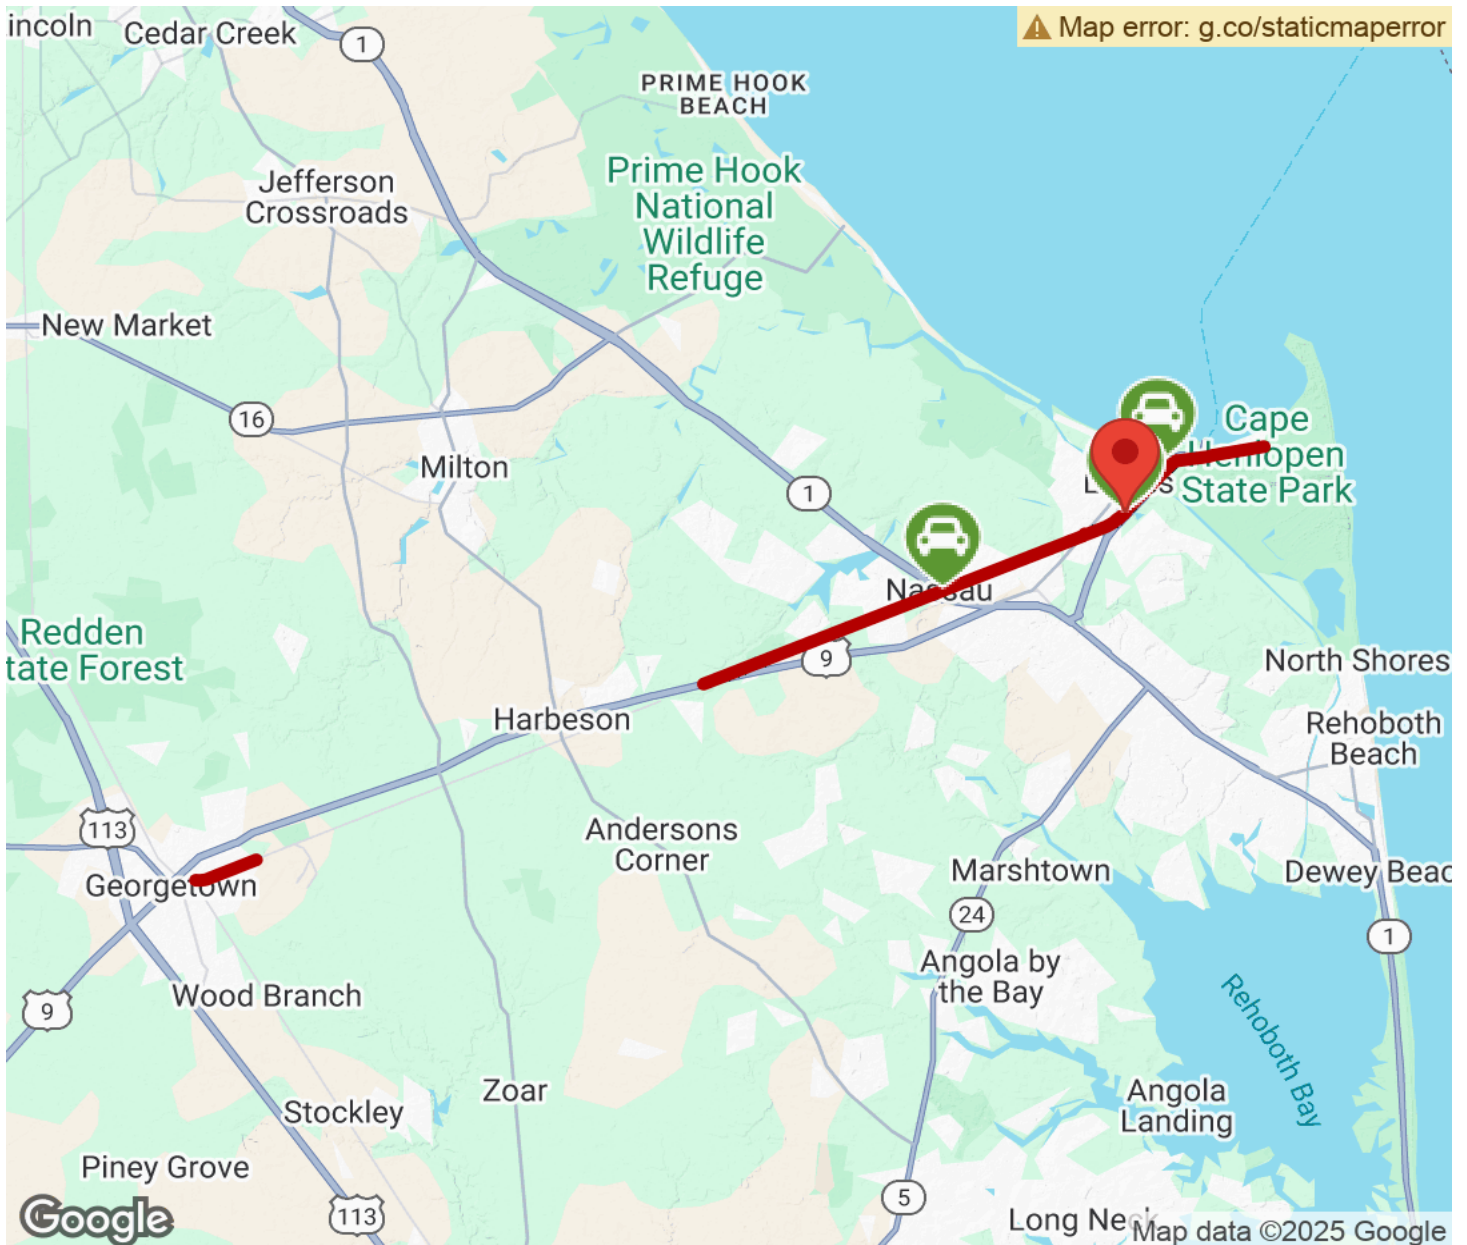 incoln
Cedar Creek
1
Map error: g.co/staticmaperror
PRIME HOOK
BEACH
Prime Hook
National
Wildlife
Refuge
Jefferson
Crossroads
New Market
16
Milton
1
Cape
Henlopen
State Park
Nassau
Redden
tate Forest
9
North Shores
Harbeson
Rehoboth
Beach
113
Georgetown
Andersons
Corner
Marshtown
Dewey Beac
24
1
Angola by
the Bay
Wood Branch
9
Rehoboth Bay
Zoar
Stockley
Angola
Landing
Piney Grove
113
5
Long Neck
Google
Map data ©2025 Google